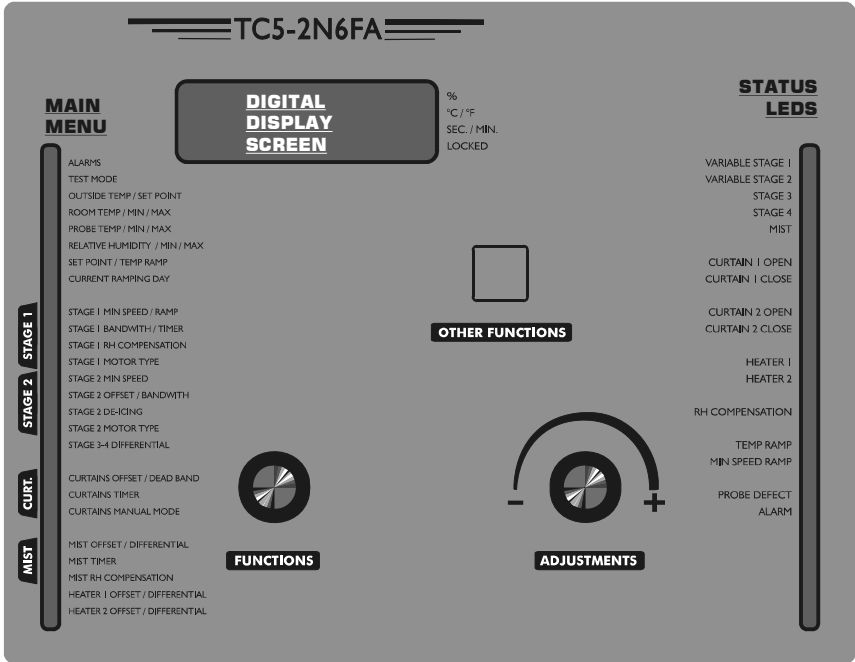 TC5-2N6FA
MAIN
MENU
DIGITAL
DISPLAY
SCREEN
%
°C / °F
SEC. / MIN.
LOCKED
STATUS
LEDS
ALARMS
TEST MODE
OUTSIDE TEMP / SET POINT
ROOM TEMP / MIN / MAX
PROBE TEMP / MIN / MAX
RELATIVE HUMIDITY / MIN / MAX
SET POINT / TEMP RAMP
CURRENT RAMPING DAY
STAGE 1
STAGE 1 MIN SPEED / RAMP
STAGE 1 BANDWITH / TIMER
STAGE 1 RH COMPENSATION
STAGE 1 MOTOR TYPE
STAGE 2
STAGE 2 MIN SPEED
STAGE 2 OFFSET / BANDWITH
STAGE 2 DE-ICING
STAGE 2 MOTOR TYPE
STAGE 3-4 DIFFERENTIAL
CURT.
CURTAINS OFFSET / DEAD BAND
CURTAINS TIMER
CURTAINS MANUAL MODE
MIST
MIST OFFSET / DIFFERENTIAL
MIST TIMER
MIST RH COMPENSATION
HEATER 1 OFFSET / DIFFERENTIAL
HEATER 2 OFFSET / DIFFERENTIAL
OTHER FUNCTIONS
FUNCTIONS
- +
ADJUSTMENTS
VARIABLE STAGE 1
VARIABLE STAGE 2
STAGE 3
STAGE 4
MIST
CURTAIN 1 OPEN
CURTAIN 1 CLOSE
CURTAIN 2 OPEN
CURTAIN 2 CLOSE
HEATER 1
HEATER 2
RH COMPENSATION
TEMP RAMP
MIN SPEED RAMP
PROBE DEFECT
ALARM